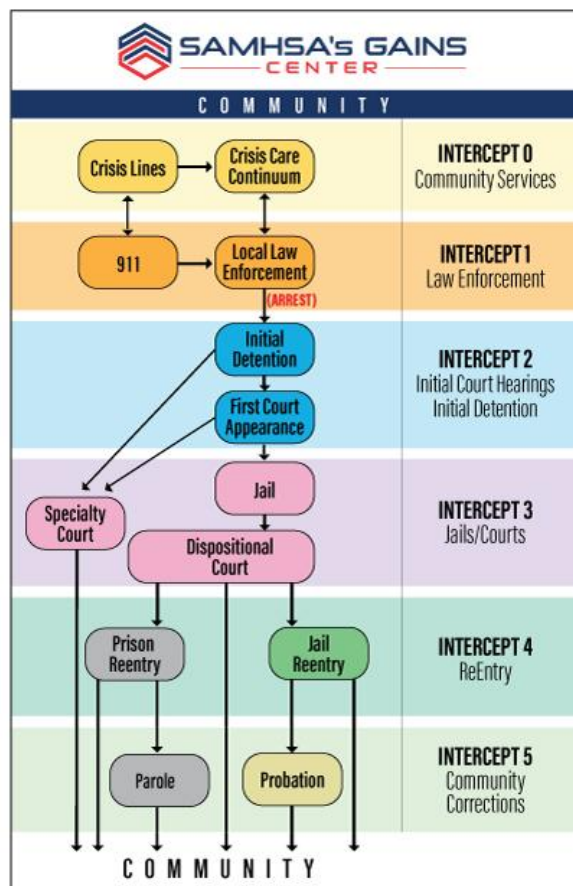 SAMHSA's GAINS
CENTER
COMMUNITY
Crisis Lines
Crisis Care
Continuum
INTERCEPT 0
Community Services
911
Local Law
Enforcement
(ARREST)
INTERCEPT 1
Law Enforcement
Initial
Detention
First Court
Appearance
INTERCEPT 2
Initial Court Hearings
Initial Detention
Jail
Specialty
Court
Dispositional
Court
INTERCEPT 3
Jails/Courts
Prison
Reentry
Jail
Reentry
INTERCEPT 4
ReEntry
Parole
Probation
INTERCEPT 5
Community
Corrections
COMMUNITY